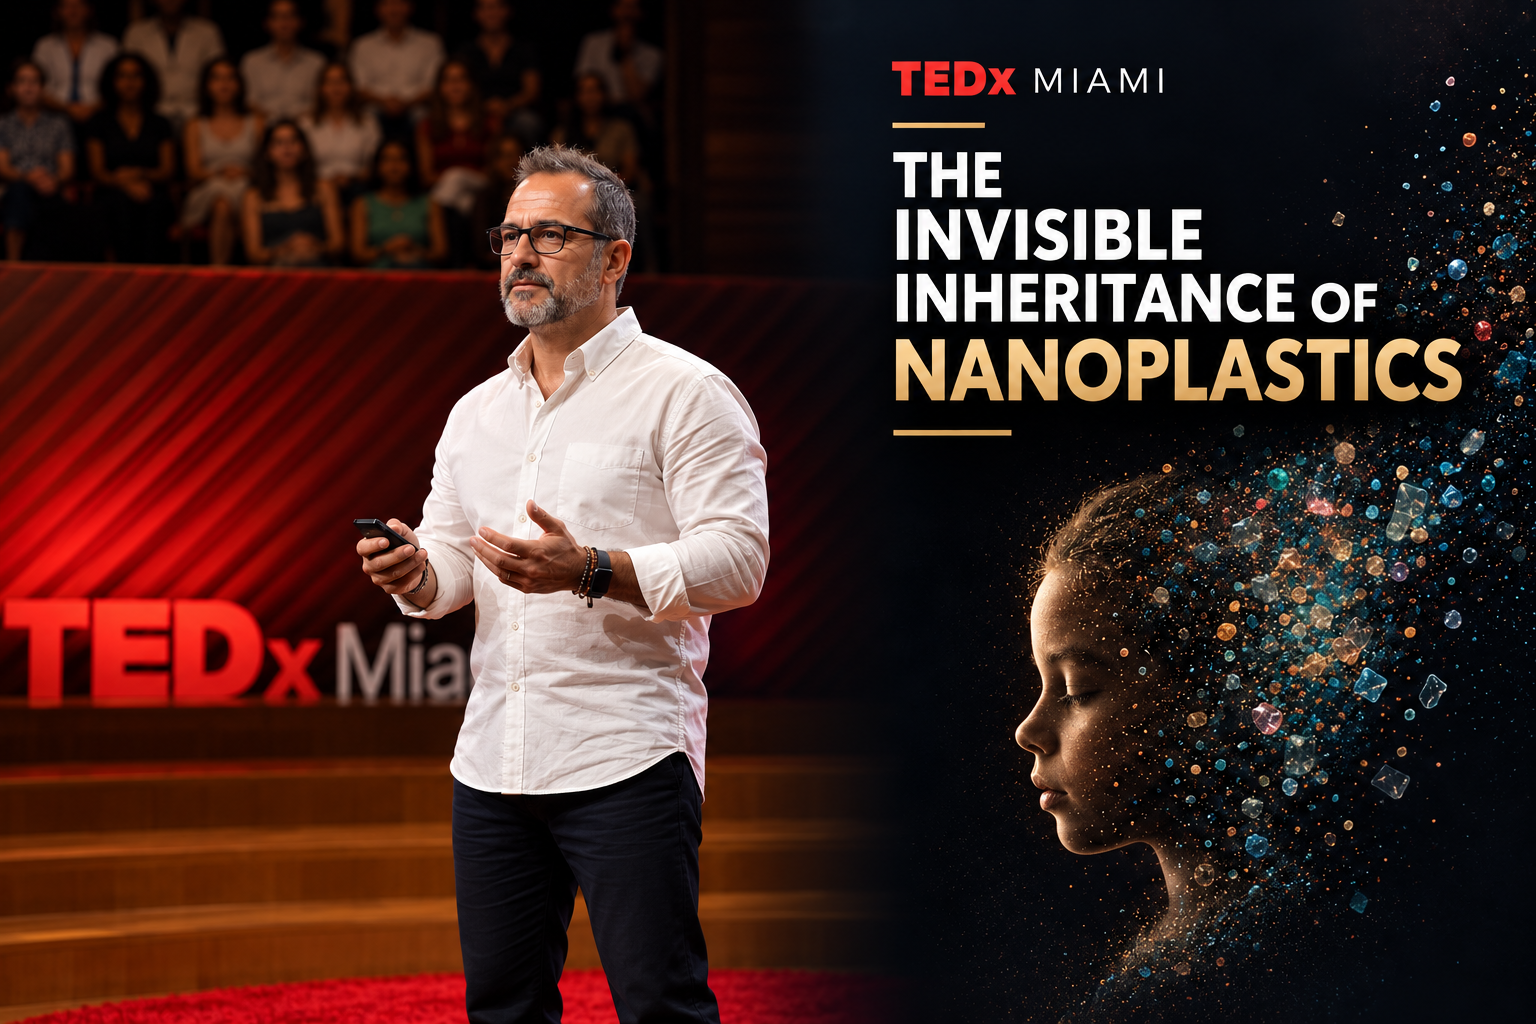 TEDx Mia
TEDx MIAMI
THE
INVISIBLE
INHERITANCE OF
NANOPLASTICS